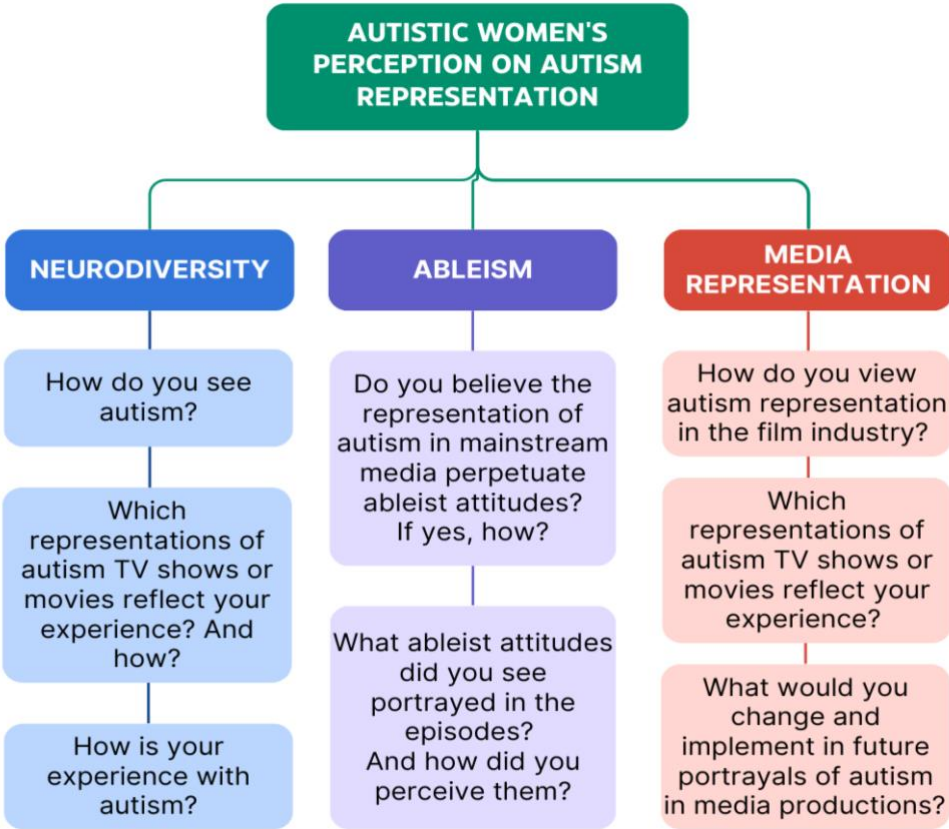 AUTISTIC WOMEN'S
PERCEPTION ON AUTISM
REPRESENTATION
NEURODIVERSITY
How do you see
autism?
Which
representations of
autism TV shows or
movies reflect your
experience? And
how?
How is your
experience with
autism?
ABLEISM
Do you believe the
representation of
autism in mainstream
media perpetuate
ableist attitudes?
If yes, how?
What ableist attitudes
did you see
portrayed in the
episodes?
And how did you
perceive them?
MEDIA
REPRESENTATION
How do you view
autism representation
in the film industry?
Which
representations of
autism TV shows or
movies reflect your
experience?
What would you
change and
implement in future
portrayals of autism
in media productions?